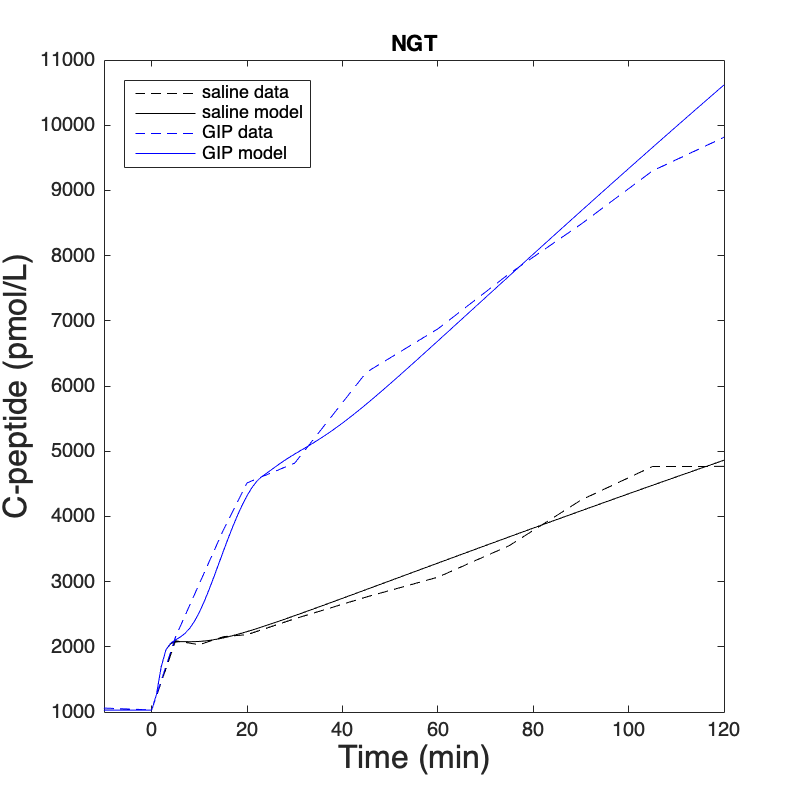 NGT
11000
10000
9000
8000
7000
6000
5000
4000
3000
2000
1000
C-peptide (pmol/L)
saline data
saline model
GIP data
GIP model
0 20 40 60 80 100 120
Time (min)